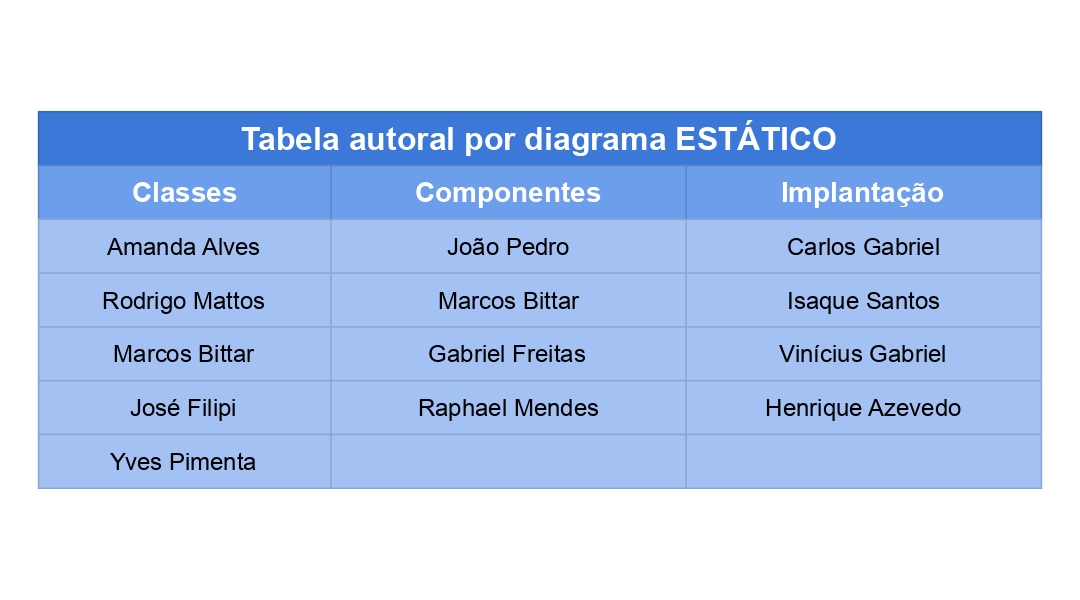 Tabela autoral por diagrama ESTÁTICO
Classes Componentes Implantação
Amanda Alves João Pedro Carlos Gabriel
Rodrigo Mattos Marcos Bittar Isaque Santos
Marcos Bittar Gabriel Freitas Vinícius Gabriel
José Filipi Raphael Mendes Henrique Azevedo
Yves Pimenta